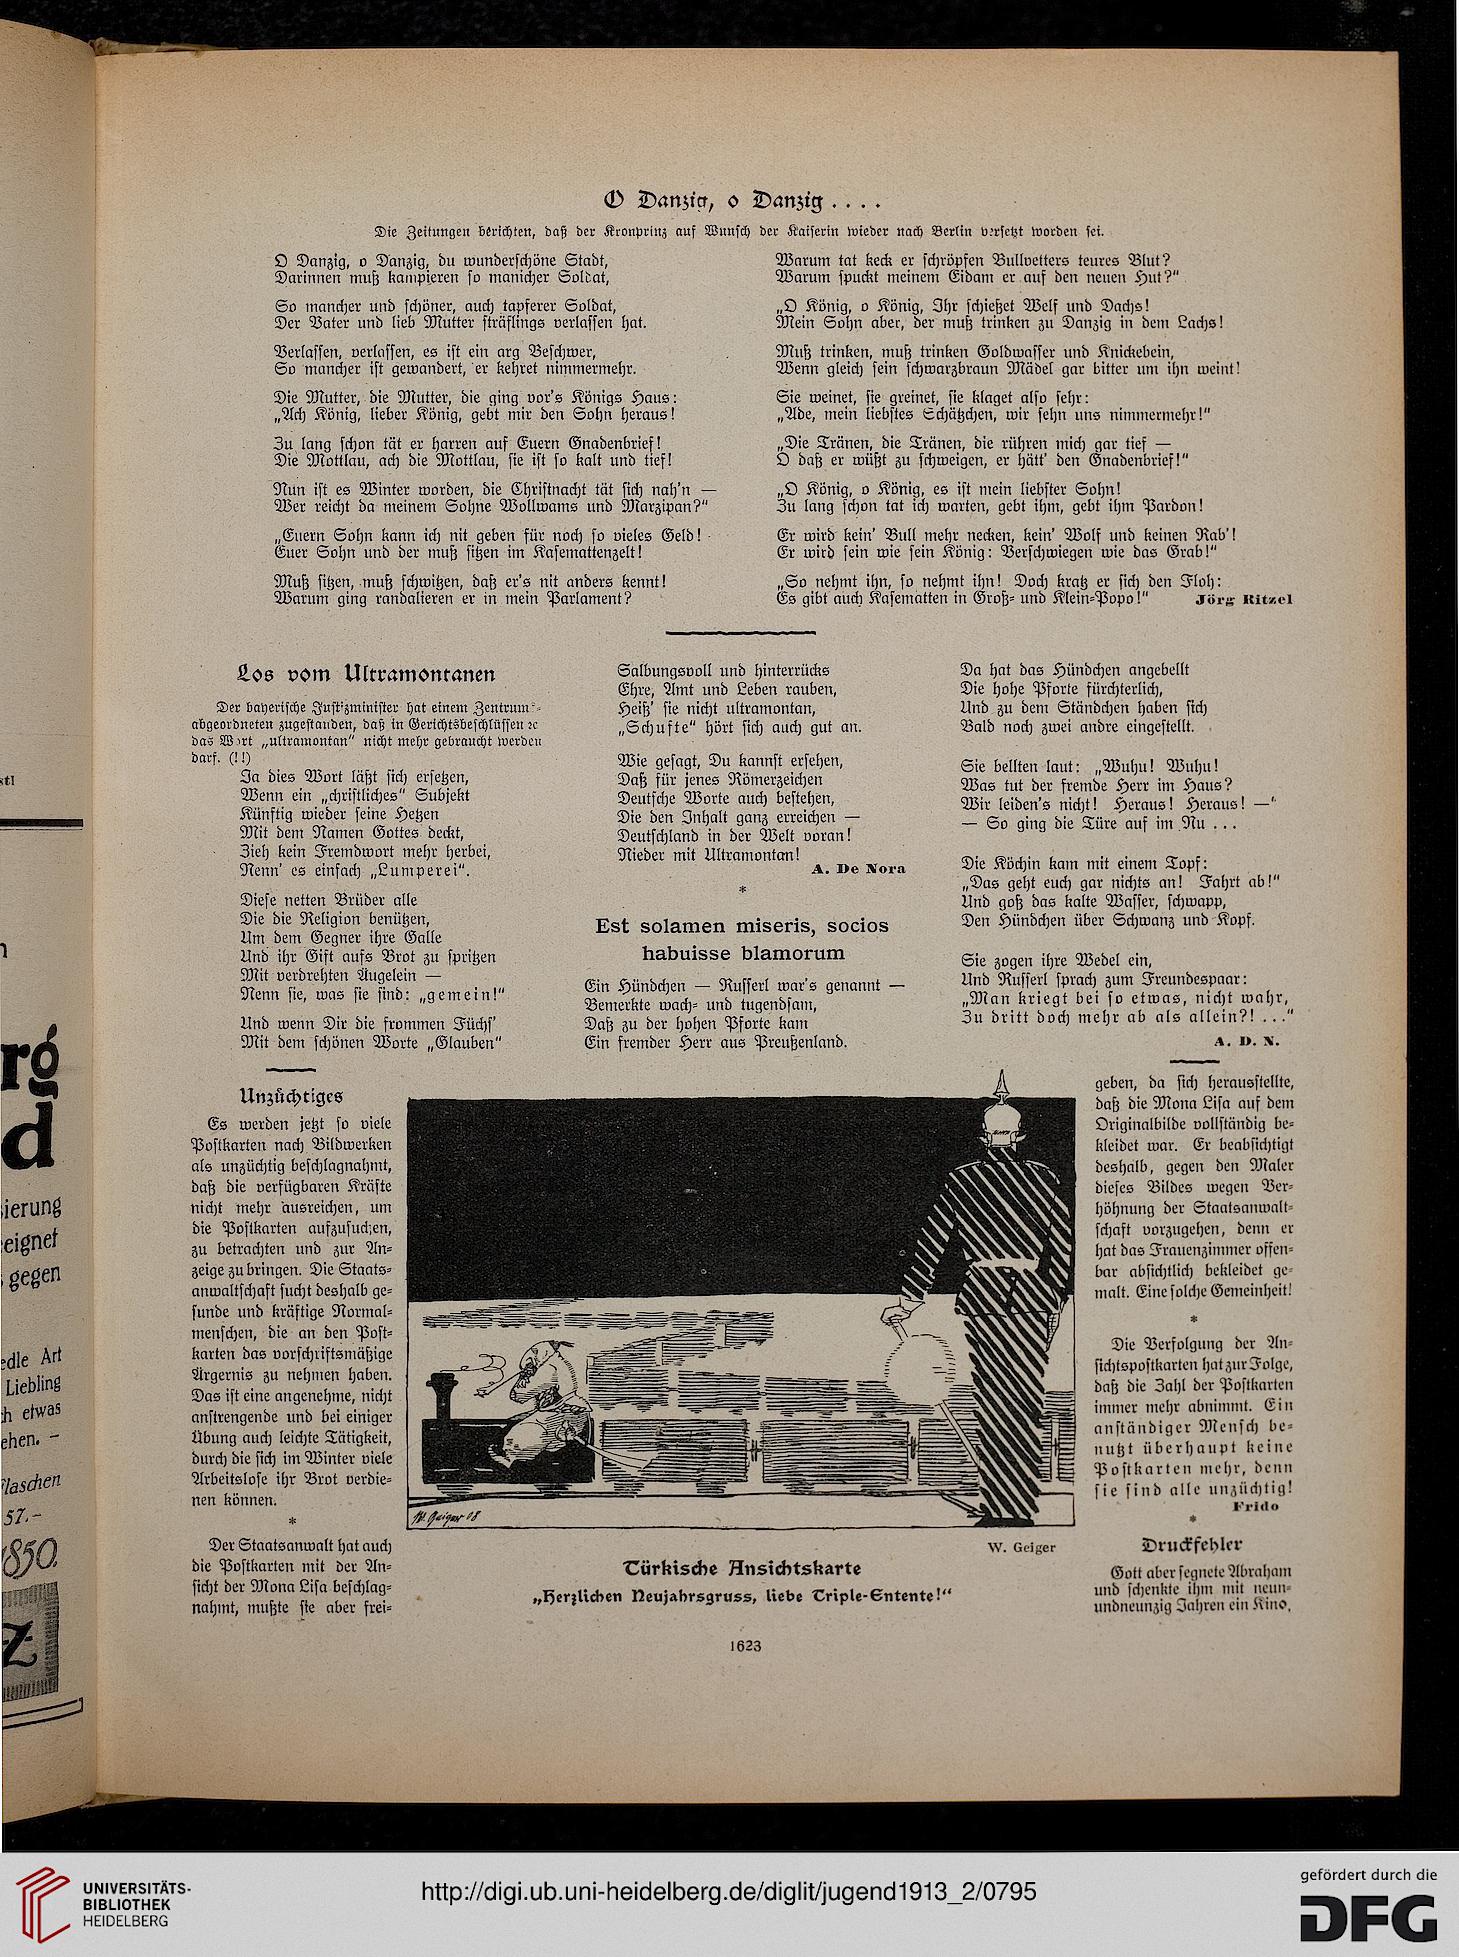 O Danzig, o Danzig . . . .
Die Zeitungen berichten, daß der Kronprinz auf Wunsch der Kaiserin wieder nach Berlin versetzt worden sei.
O Danzig, o Danzig, du wunderschöne Stadt,
Darinnen muß kampieren so manicher Soldat,
So mancher und schöner, auch tapferer Soldat,
Der Vater und lieb Mutter sträflings verlassen hat.
Verlassen, verlassen, es ist ein arg Beschwer,
So mancher ist gewandert, er kehret nimmermehr.
Die Mutter, die Mutter, die ging vor's Königs Haus:
„Ach König, lieber König, gebt mir den Sohn heraus!
Zu lang schon tät er harren auf Euern Gnadenbrief!
Die Mottlau, ach die Mottlau, sie ist so kalt und tief!
Nun ist es Winter worden, die Christnacht tät sich nah'n —
Wer reicht da meinem Sohne Wollwams und Marzipan?"
„Euern Sohn kann ich nit geben für noch so vieles Geld!
Euer Sohn und der muß sitzen im Kasemattenzelt!
Muß sitzen, muß schwitzen, daß er's nit anders kennt!
Warum ging randalieren er in mein Parlament?
Warum tat keck er schröpfen Bullvetters teures Blut?
Warum spuckt meinem Eidam er auf den neuen Hut?"
„O König, o König, Ihr schießet Welf und Dachs!
Mein Sohn aber, der muß trinken zu Danzig in dem Lachs!
Muß trinken, muß trinken Goldwasser und Knickebein,
Wenn gleich sein schwarzbraun Mädel gar bitter um ihn weint!
Sie weinet, sie greinet, sie klaget also sehr:
„Ade, mein liebstes Schätzchen, wir sehn uns nimmermehr!"
„Die Tränen, die Tränen, die rühren mich gar tief —
O daß er wüßt zu schweigen, er hätt' den Gnadenbrief!"
„O König, o König, es ist mein liebster Sohn!
Zu lang schon tat ich warten, gebt ihm, gebt ihm Pardon!
Er wird kein' Bull mehr necken, kein' Wolf und keinen Rab'!
Er wird sein wie sein König: Verschwiegen wie das Grab!"
„So nehmt ihn, so nehmt ihn! Doch kratz er sich den Floh:
Es gibt auch Kasematten in Groß- und Klein-Popo!" Jörg Ritzel
Los vom Ultramontanen
Der bayerische Justizminister hat einem Zentrums-
abgeordneten zugestanden, daß in Gerichtsbeschlüssen ꝛc
das Wort „ultramontan" nicht mehr gebraucht werden
darf. (!!)
Ja dies Wort läßt sich ersetzen,
Wenn ein „christliches" Subjekt
Künftig wieder seine Hetzen
Mit dem Namen Gottes deckt,
Zieh kein Fremdwort mehr herbei,
Nenn' es einfach „Lumperei".
Diese netten Brüder alle
Die die Religion benützen,
Um dem Gegner ihre Galle
Und ihr Gift aufs Brot zu spritzen
Mit verdrehten Äugelein —
Nenn sie, was sie sind: „gemein!"
Und wenn Dir die frommen Füchs'
Mit dem schönen Worte „Glauben"
Salbungsvoll und hinterrücks
Ehre, Amt und Leben rauben,
Heiß' sie nicht ultramontan,
„Schufte" hört sich auch gut an.
Wie gesagt, Du kannst ersehen,
Daß für jenes Römerzeichen
Deutsche Worte auch bestehen,
Die den Inhalt ganz erreichen —
Deutschland in der Welt voran!
Nieder mit Ultramontan!
A. De Nora
*
Est solamen miseris, socios
habuisse blamorum
Ein Hündchen — Russerl war's genannt —
Bemerkte wach- und tugendsam,
Daß zu der hohen Pforte kam
Ein fremder Herr aus Preußenland.
Da hat das Hündchen angebellt
Die hohe Pforte fürchterlich,
Und zu dem Ständchen haben sich
Bald noch zwei andre eingestellt.
Sie bellten laut: „Wuhu! Wuhu!
Was tut der fremde Herr im Haus?
Wir leiden's nicht! Heraus! Heraus! —"
— So ging die Türe auf im Nu . . .
Die Köchin kam mit einem Topf:
„Das geht euch gar nichts an! Fahrt ab!"
Und goß das kalte Wasser, schwapp,
Den Hündchen über Schwanz und Kopf.
Sie zogen ihre Wedel ein,
Und Russerl sprach zum Freundespaar:
„Man kriegt bei so etwas, nicht wahr,
Zu dritt doch mehr ab als allein?! . . ."
A. D. N.
Unzüchtiges
Es werden jetzt so viele
Postkarten nach Bildwerken
als unzüchtig beschlagnahmt,
daß die verfügbaren Kräfte
nicht mehr ausreichen, um
die Postkarten aufzusuchen,
zu betrachten und zur An-
zeige zu bringen. Die Staats-
anwaltschaft sucht deshalb ge-
sunde und kräftige Normal-
menschen, die an den Post-
karten das vorschriftsmäßige
Ärgernis zu nehmen haben.
Das ist eine angenehme, nicht
anstrengende und bei einiger
Übung auch leichte Tätigkeit,
durch die sich im Winter viele
Arbeitslose ihr Brot verdie-
nen können.
*
Der Staatsanwalt hat auch
die Postkarten mit der An-
sicht der Mona Lisa beschlag-
nahmt, mußte sie aber frei-
geben, da sich herausstellte,
daß die Mona Lisa auf dem
Originalbilde vollständig be-
kleidet war. Er beabsichtigt
deshalb, gegen den Maler
dieses Bildes wegen Ver-
höhnung der Staatsanwalt-
schaft vorzugehen, denn er
hat das Frauenzimmer offen-
bar absichtlich bekleidet ge-
malt. Eine solche Gemeinheit!
*
Die Verfolgung der An-
sichtspostkarten hat zur Folge,
daß die Zahl der Postkarten
immer mehr abnimmt. Ein
anständiger Mensch be-
nutzt überhaupt keine
Postkarten mehr, denn
sie sind alle unzüchtig!
Frido
*
Druckfehler
Gott aber segnete Abraham
und schenkte ihm mit neun-
undneunzig Jahren ein Kino.
W. Geiger 08
W. Geiger
Türkische Ansichtskarte
„Herzlichen Neujahrsgruss, liebe Triple-Entente!"
1623
rg
d
ierung
eignet
gegen
edle Art
Liebling
h etwas
ehen. –
Flaschen
57.–
1850.
Z
UNIVERSITÄTS-
BIBLIOTHEK
HEIDELBERG
http://digi.ub.uni-heidelberg.de/diglit/jugend1913_2/0795
gefördert durch die
DFG